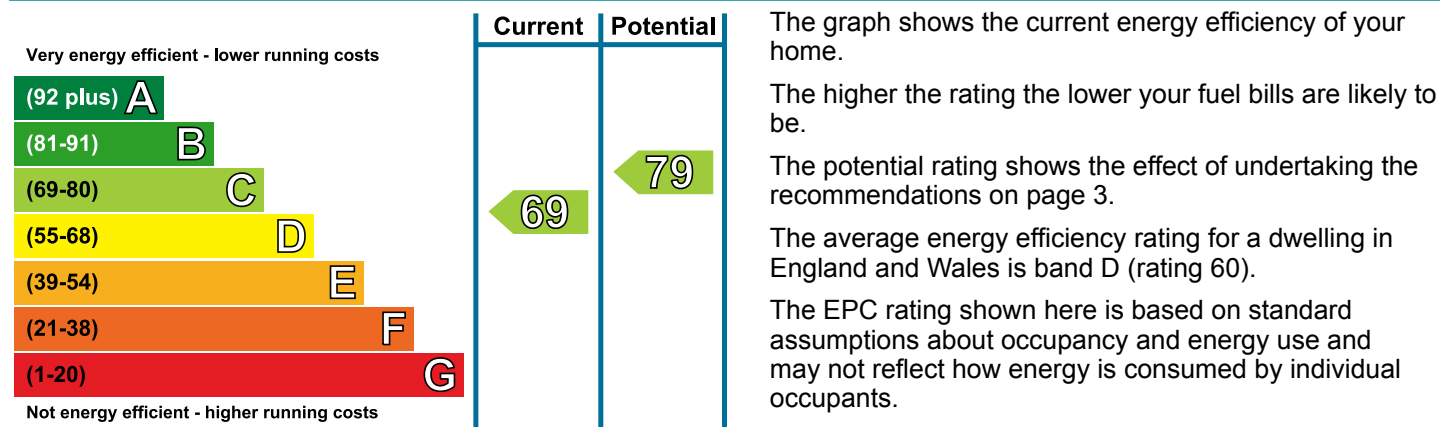 Current Potential
Very energy efficient - lower running costs
(92 plus) A
(81-91) B
(69-80) C
(55-68) D
(39-54) E
(21-38) F
(1-20) G
Not energy efficient - higher running costs
69
79
The graph shows the current energy efficiency of your
home.
The higher the rating the lower your fuel bills are likely to
be.
The potential rating shows the effect of undertaking the
recommendations on page 3.
The average energy efficiency rating for a dwelling in
England and Wales is band D (rating 60).
The EPC rating shown here is based on standard
assumptions about occupancy and energy use and
may not reflect how energy is consumed by individual
occupants.